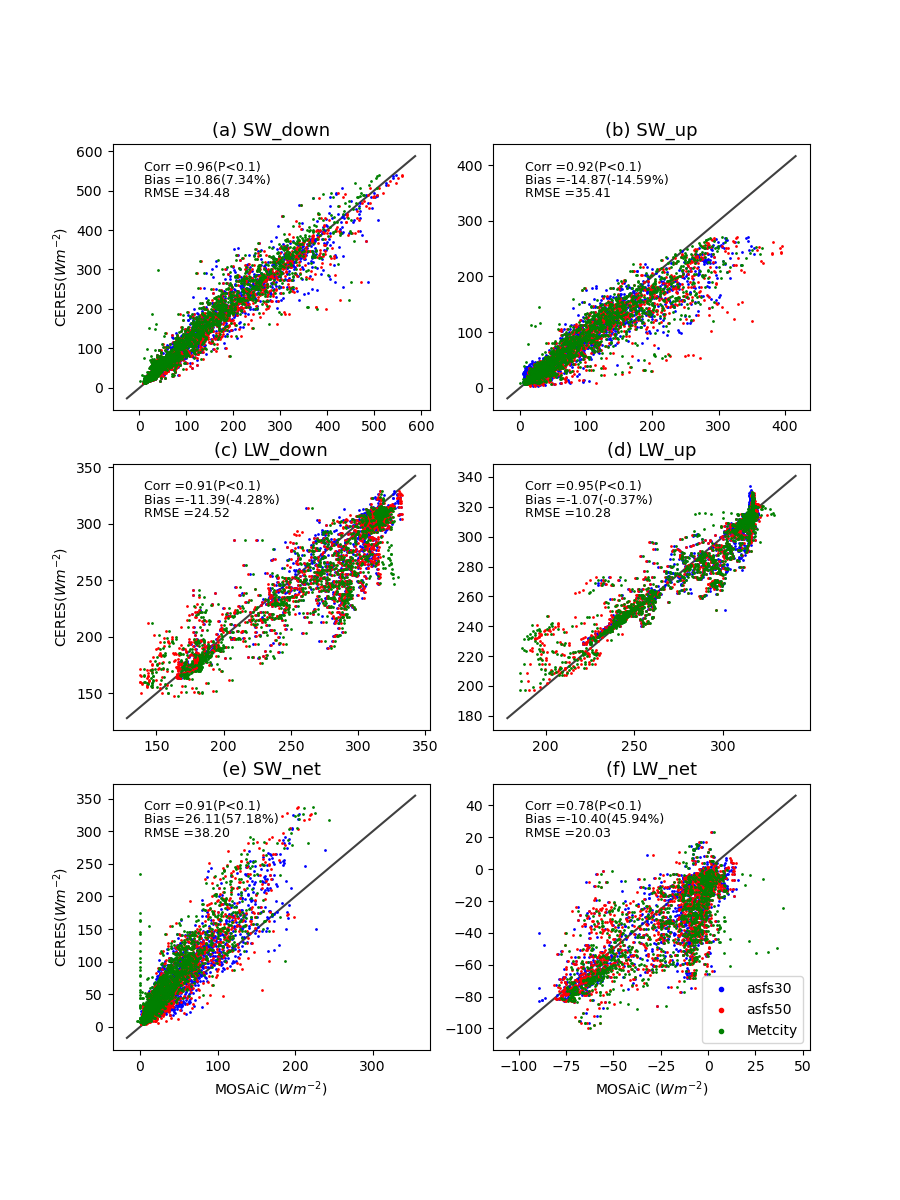 (a) SW_down
Corr =0.96(P<0.1)
Bias =10.86(7.34%)
RMSE =34.48
CERES(Wm⁻²)
600
500
400
300
200
100
0
0 100 200 300 400 500 600
(b) SW_up
Corr =0.92(P<0.1)
Bias =-14.87(-14.59%)
RMSE =35.41
400
300
200
100
0
0 100 200 300 400
(c) LW_down
Corr =0.91(P<0.1)
Bias =-11.39(-4.28%)
RMSE =24.52
CERES(Wm⁻²)
350
300
250
200
150
150 200 250 300 350
(d) LW_up
Corr =0.95(P<0.1)
Bias =-1.07(-0.37%)
RMSE =10.28
340
320
300
280
260
240
220
200
180
200 250 300
(e) SW_net
Corr =0.91(P<0.1)
Bias =26.11(57.18%)
RMSE =38.20
CERES(Wm⁻²)
350
300
250
200
150
100
50
0
0 100 200 300
MOSAiC (Wm⁻²)
(f) LW_net
Corr =0.78(P<0.1)
Bias =-10.40(45.94%)
RMSE =20.03
40
20
0
−20
−40
−60
−80
−100
asfs30
asfs50
Metcity
−100 −75 −50 −25 0 25 50
MOSAiC (Wm⁻²)